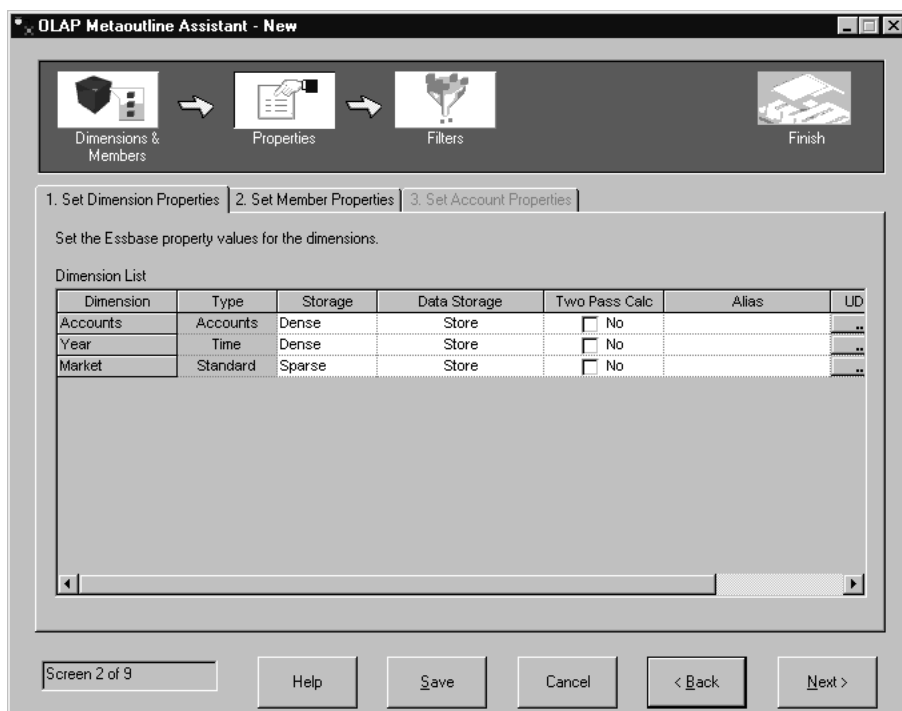 OLAP Metaoutline Assistant - New
Dimensions &
Members
Properties
Filters
Finish
1. Set Dimension Properties 2. Set Member Properties 3. Set Account Properties
Set the Essbase property values for the dimensions.
Dimension List
Dimension Type Storage Data Storage Two Pass Calc Alias UD
Accounts Accounts Dense Store No ..
Year Time Dense Store No ..
Market Standard Sparse Store No ..
Screen 2 of 9 Help Save Cancel < Back Next >